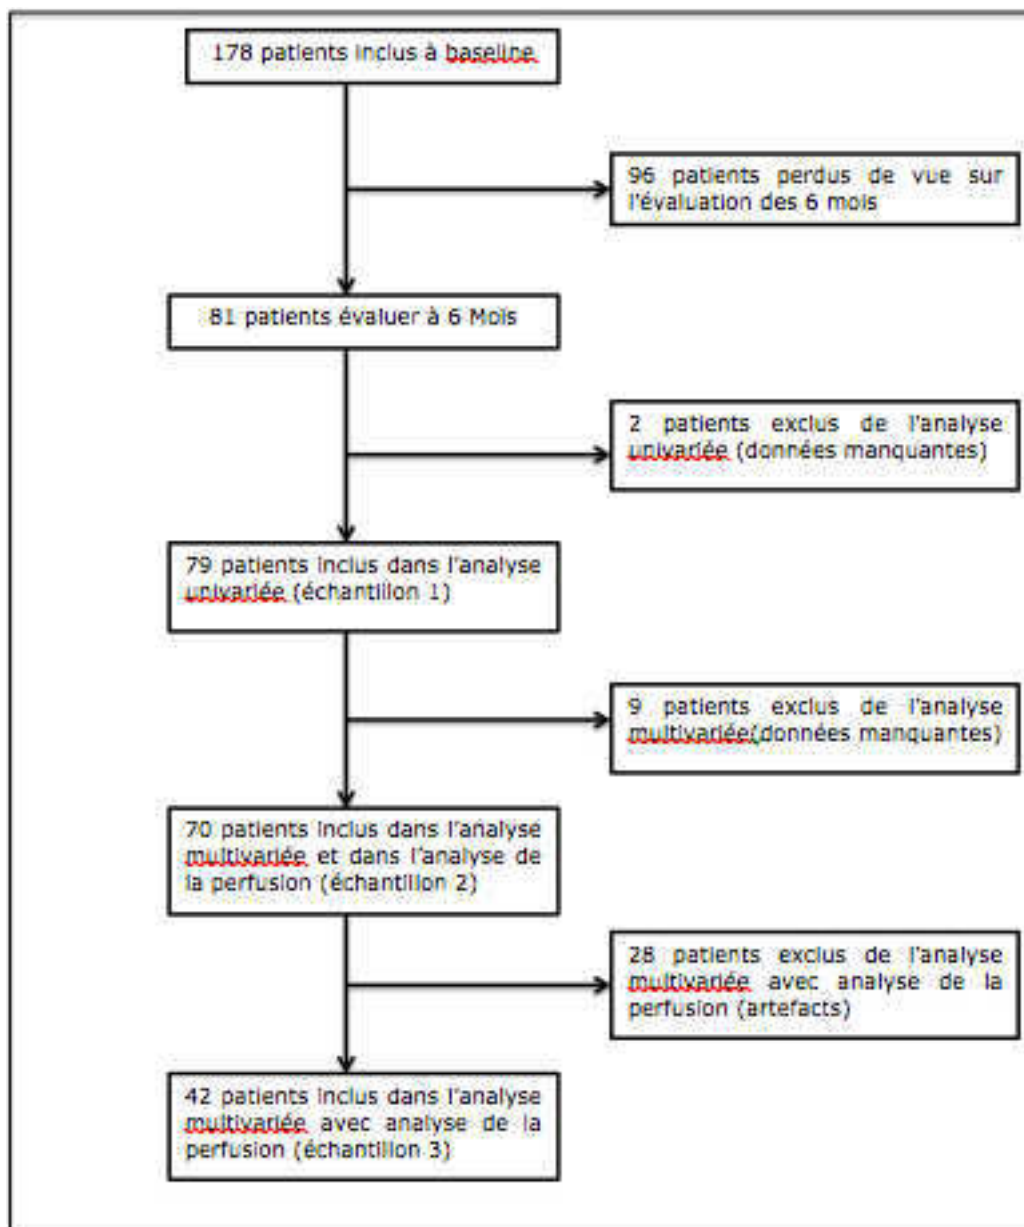 178 patients inclus à baseline
96 patients perdus de vue sur
l'évaluation des 6 mois
81 patients évaluer à 6 Mois
2 patients exclus de l'analyse
univariée (données manquantes)
79 patients inclus dans l'analyse
univariée (échantillon 1)
9 patients exclus de l'analyse
multivariée(données manquantes)
70 patients inclus dans l'analyse
multivariée et dans l'analyse de
la perfusion (échantillon 2)
28 patients exclus de l'analyse
multivariée avec analyse de la
perfusion (artefacts)
42 patients inclus dans l'analyse
multivariée avec analyse de la
perfusion (échantillon 3)